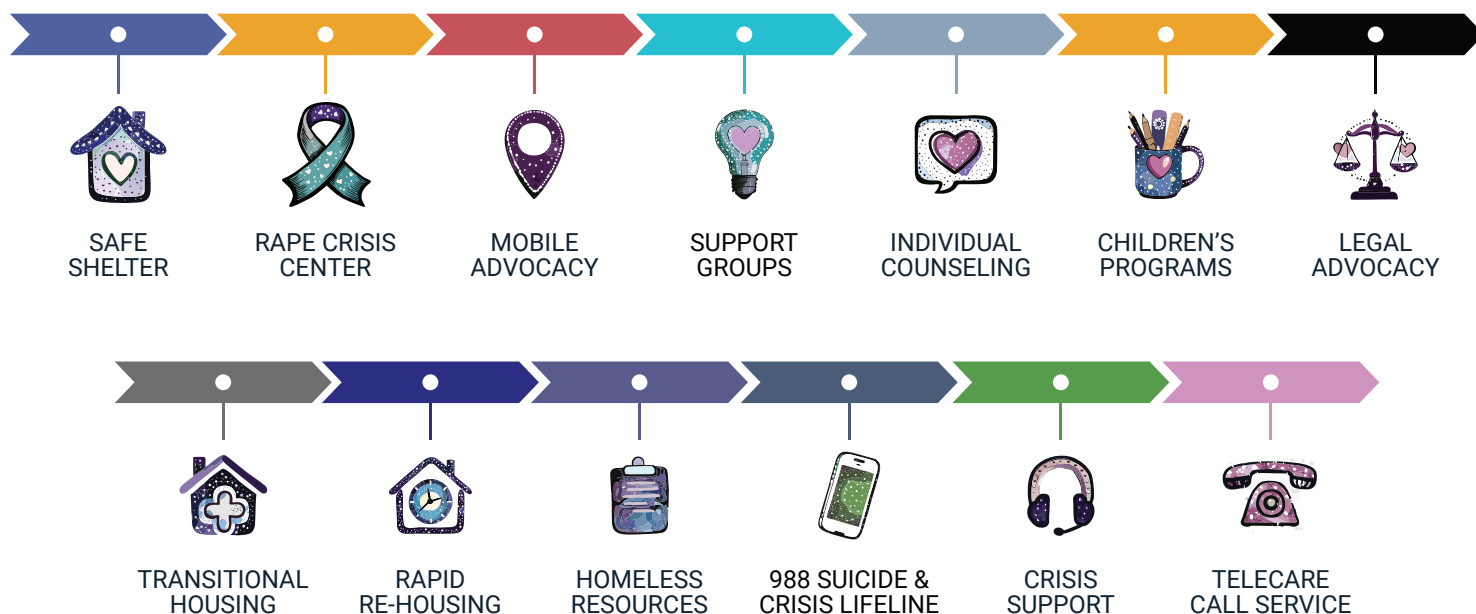 SAFE
SHELTER
RAPE CRISIS
CENTER
MOBILE
ADVOCACY
SUPPORT
GROUPS
INDIVIDUAL
COUNSELING
CHILDREN’S
PROGRAMS
LEGAL
ADVOCACY
TRANSITIONAL
HOUSING
RAPID
RE-HOUSING
HOMELESS
RESOURCES
988 SUICIDE &
CRISIS LIFELINE
CRISIS
SUPPORT
TELECARE
CALL SERVICE